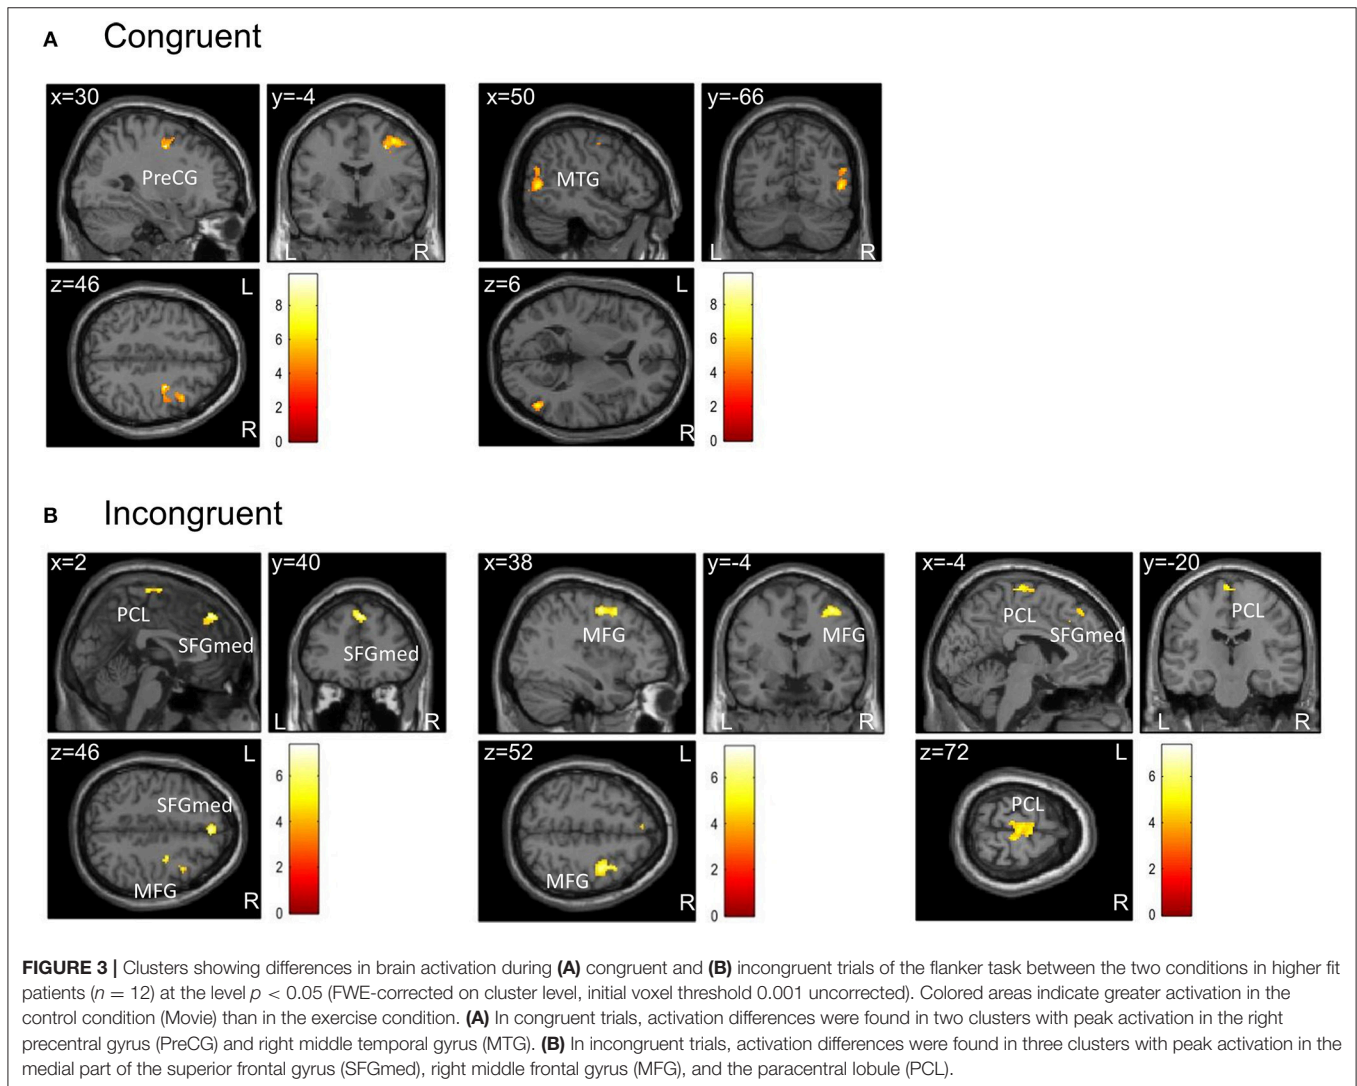 A Congruent
x=30 y=-4 x=50 y=-66
PreCG MTG
L R L R
z=46 L z=6 L
8
6
4
2
0
8
6
4
2
0
R R
B Incongruent
x=2 y=40 x=38 y=-4 x=-4 y=-20
PCL SFGmed SFGmed MFG MFG PCL SFGmed PCL
L R L R L R
z=46 L z=52 L z=72 L
SFGmed PCL
MFG MFG
6
4
2
0
6
4
2
0
6
4
2
0
R R R
FIGURE 3 | Clusters showing differences in brain activation during (A) congruent and (B) incongruent trials of the flanker task between the two conditions in higher fit
patients (n = 12) at the level p < 0.05 (FWE-corrected on cluster level, initial voxel threshold 0.001 uncorrected). Colored areas indicate greater activation in the
control condition (Movie) than in the exercise condition. (A) In congruent trials, activation differences were found in two clusters with peak activation in the right
precentral gyrus (PreCG) and right middle temporal gyrus (MTG). (B) In incongruent trials, activation differences were found in three clusters with peak activation in the
medial part of the superior frontal gyrus (SFGmed), right middle frontal gyrus (MFG), and the paracentral lobule (PCL).